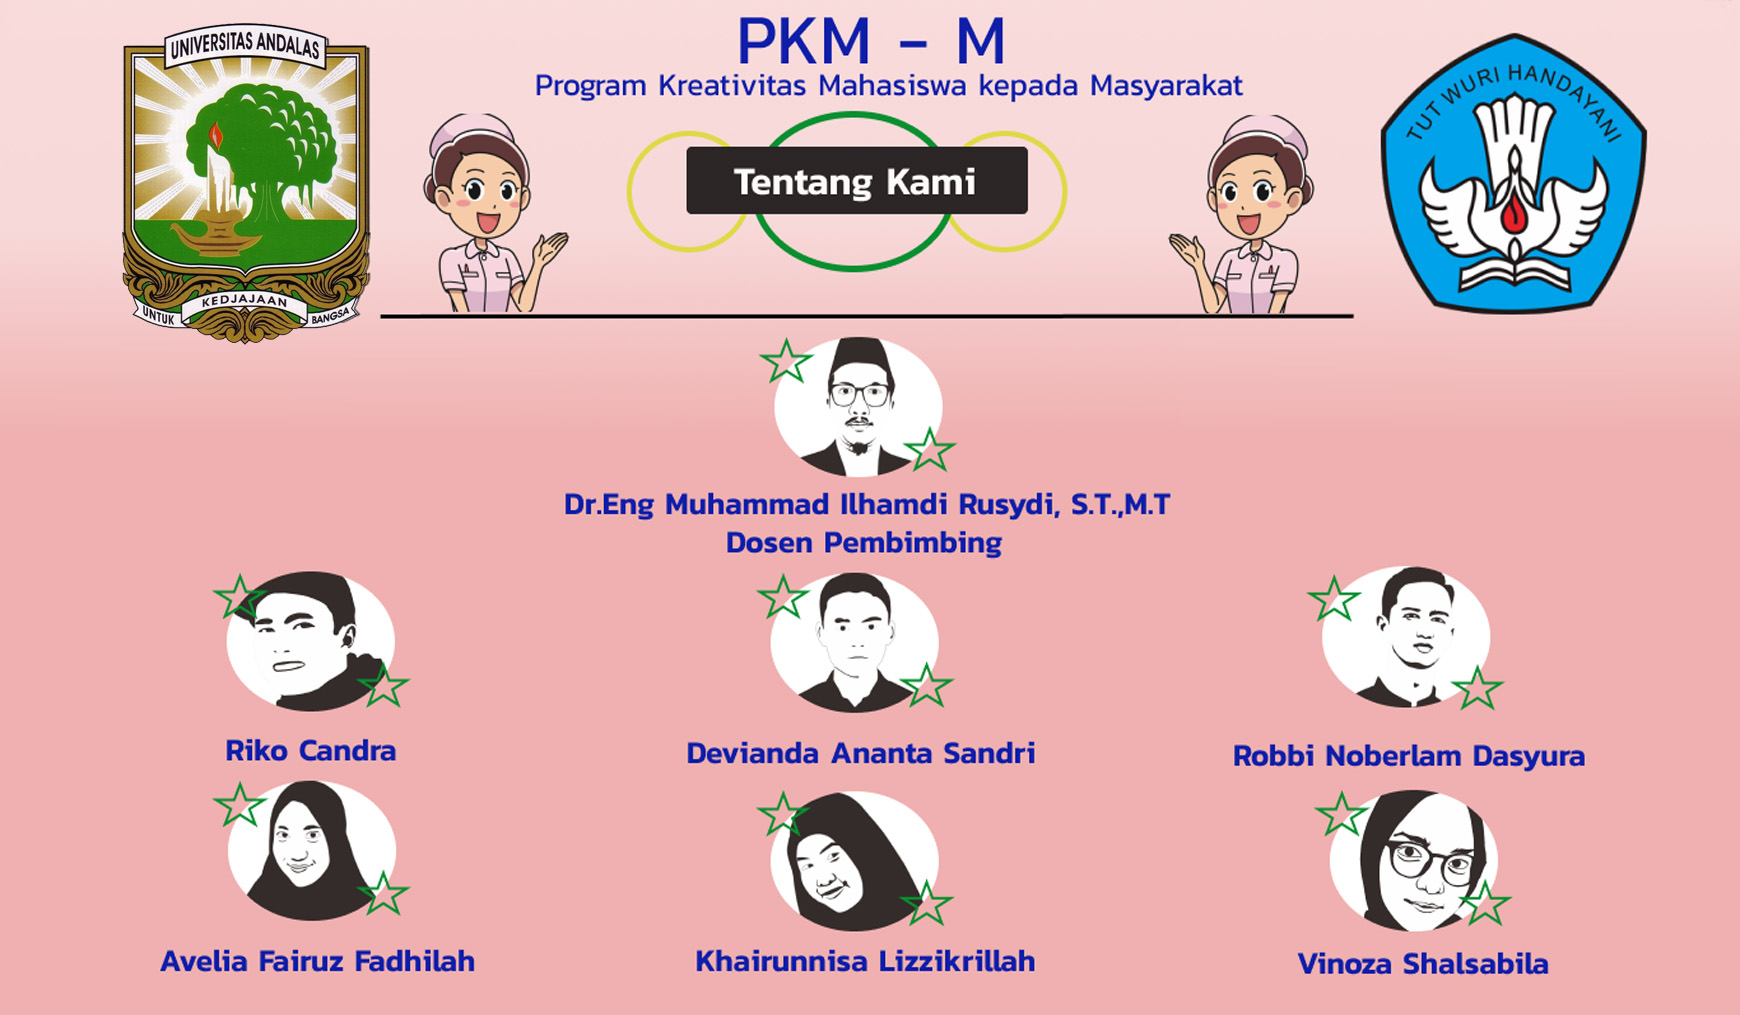 UNIVERSITAS ANDALAS
UNTUK KEDJAJAAN BANGSA
PKM - M
Program Kreativitas Mahasiswa kepada Masyarakat
Tentang Kami
TUT WURI HANDAYANI
Dr.Eng Muhammad Ilhamdi Rusydi, S.T.,M.T
Dosen Pembimbing
Riko Candra
Devianda Ananta Sandri
Robbi Noberlam Dasyura
Avelia Fairuz Fadhilah
Khairunnisa Lizzikrillah
Vinoza Shalsabila